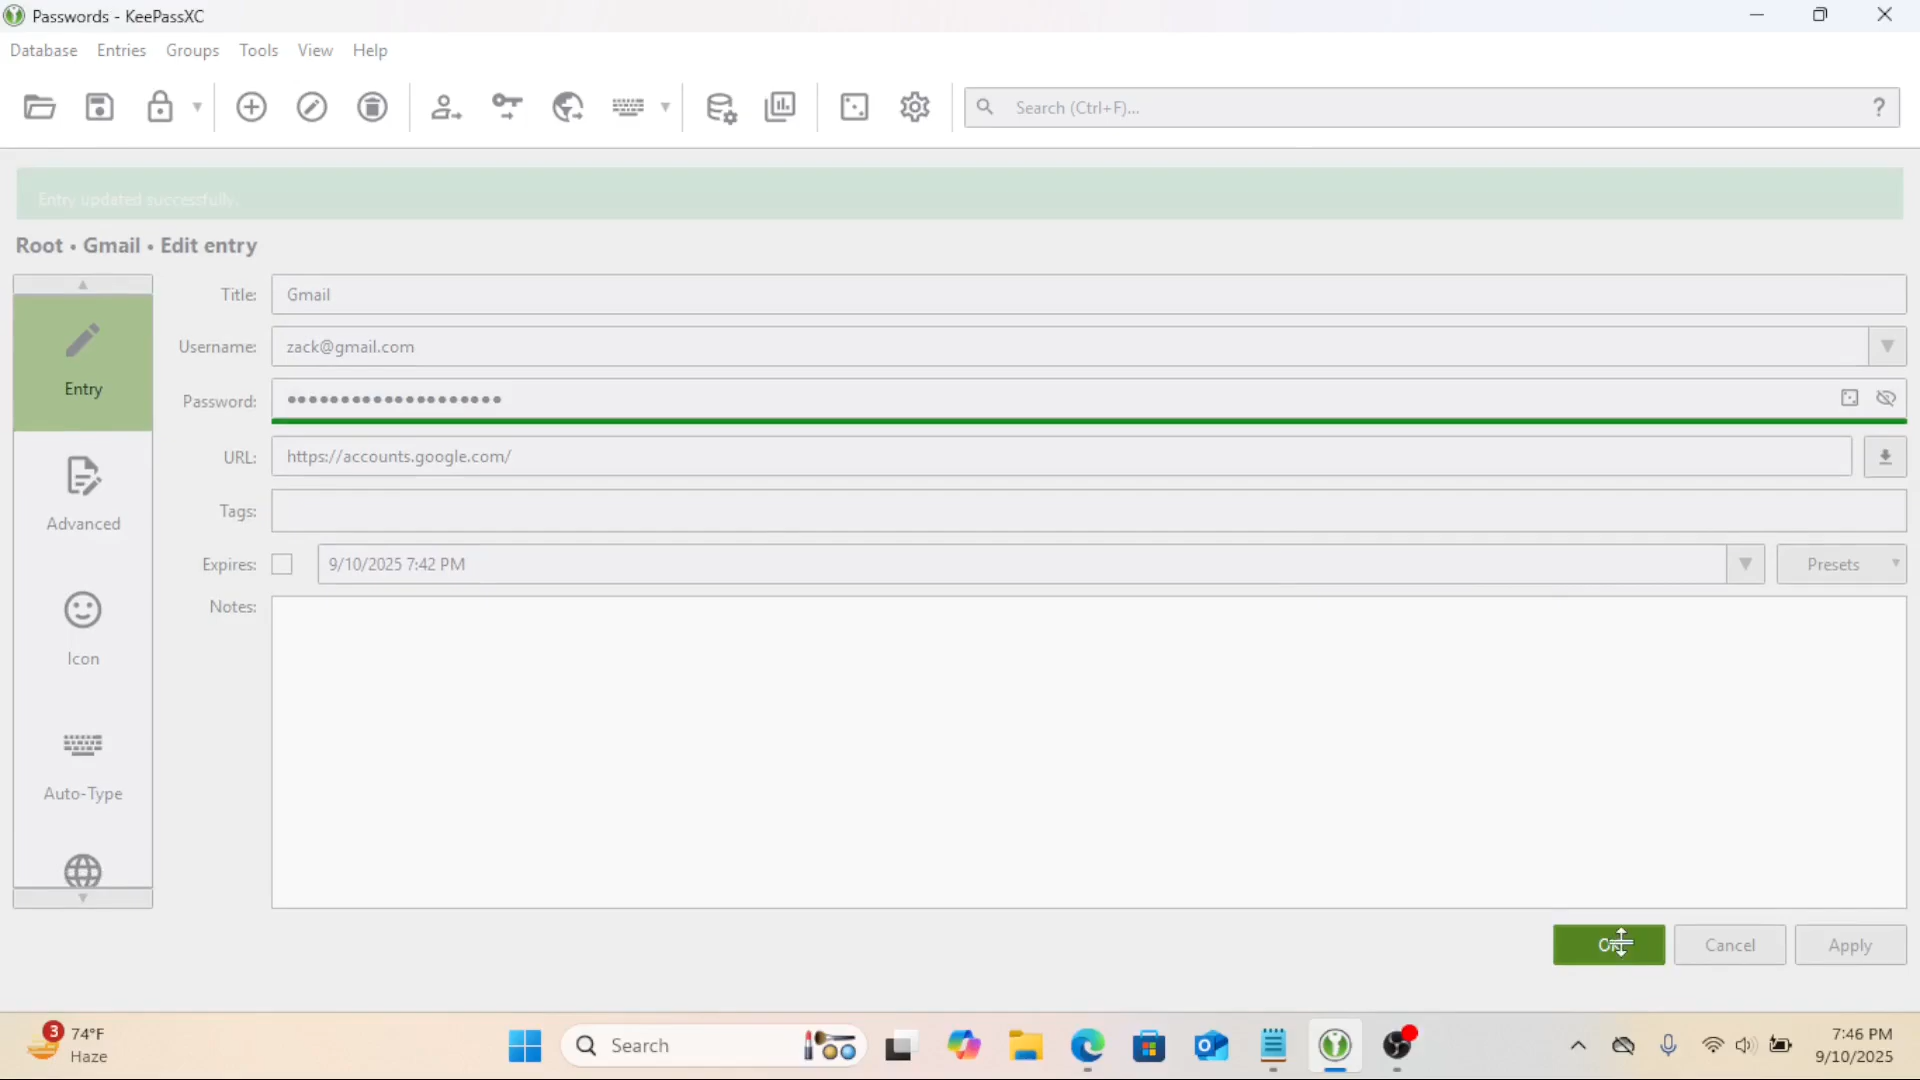 Passwords - KeePassXC
Database Entries Groups Tools View Help
Search (Ctrl+F)...
?
Entry updated successfully.
Root • Gmail • Edit entry
Title: Gmail
Username: zack@gmail.com
Password: ••••••••••••••••••••
URL: https://accounts.google.com/
Tags:
Expires: 9/10/2025 7:42 PM Presets
Notes:
Entry
Advanced
Icon
Auto-Type
Cancel Apply
3
74°F
Haze
Search
7:46 PM
9/10/2025